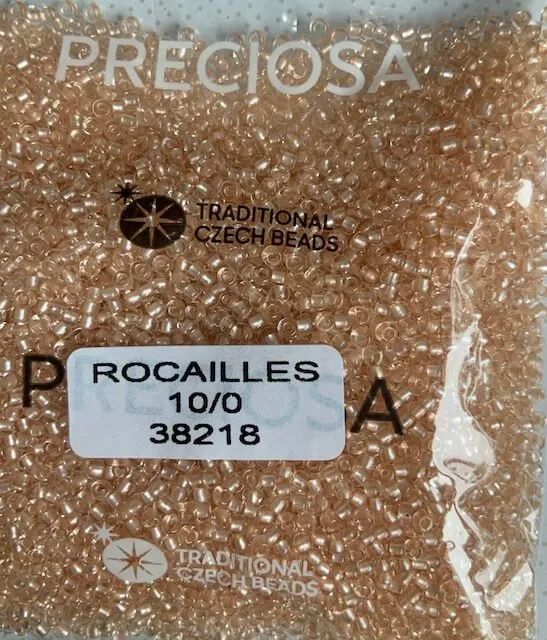 PRECIOSA
TRADITIONAL
CZECH BEADS
PRECIOSA
ROCAILLES
10/0
38218
TRADITIONAL
CZECH BEADS